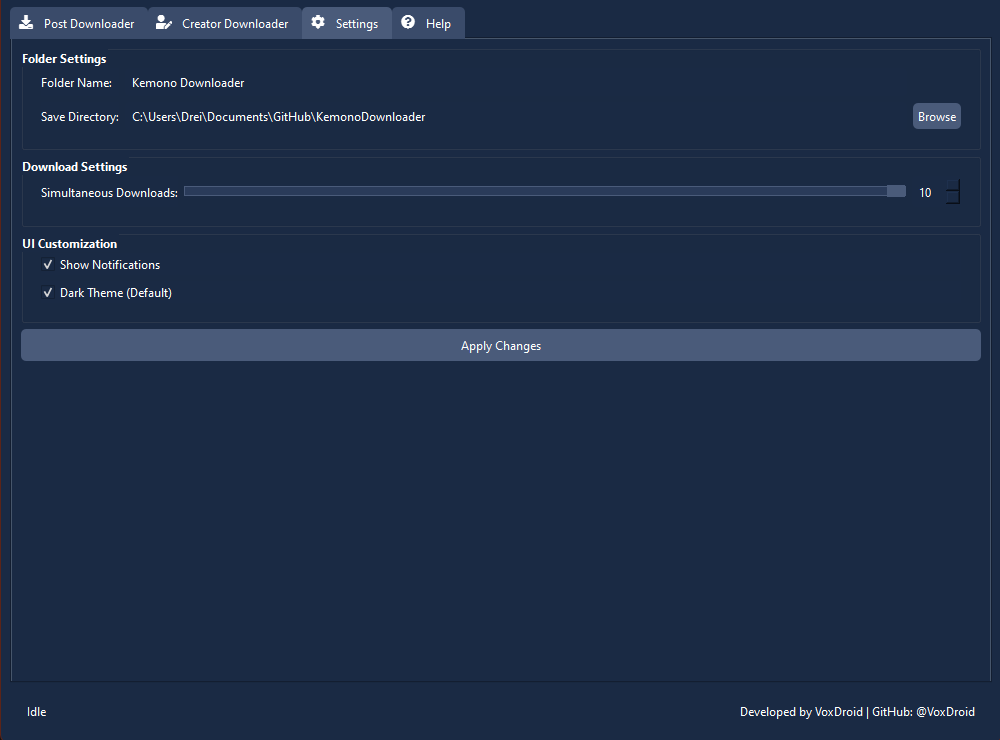 Post Downloader Creator Downloader Settings Help
Folder Settings
Folder Name: Kemono Downloader
Save Directory: C:\Users\Drei\Documents\GitHub\KemonoDownloader Browse
Download Settings
Simultaneous Downloads: 10
UI Customization
Show Notifications
Dark Theme (Default)
Apply Changes
Idle Developed by VoxDroid | GitHub: @VoxDroid